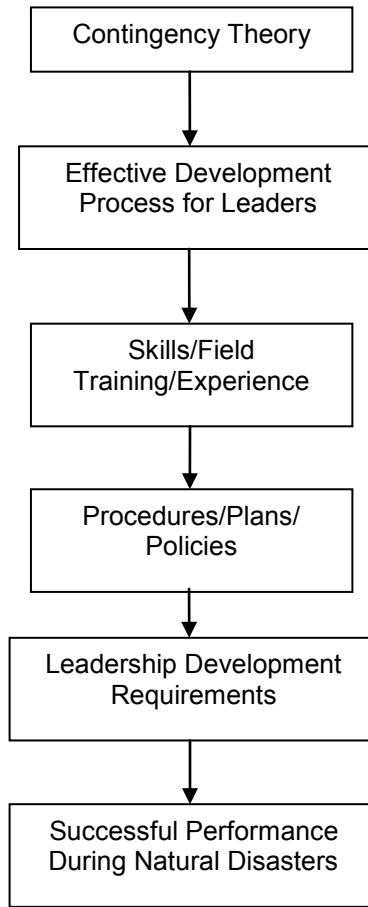 Contingency Theory
Effective Development
Process for Leaders
Skills/Field
Training/Experience
Procedures/Plans/
Policies
Leadership Development
Requirements
Successful Performance
During Natural Disasters